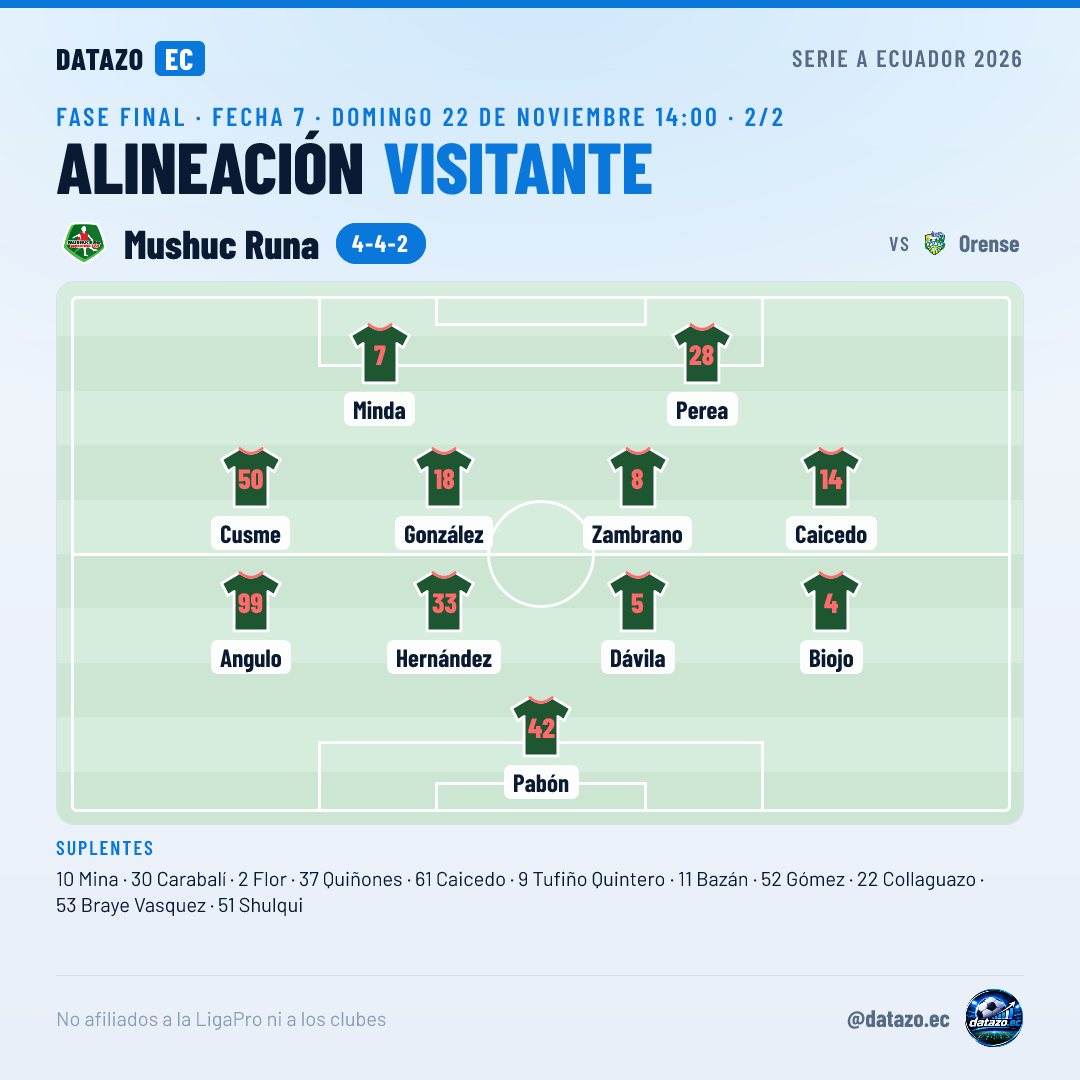 DATAZO EC
SERIE A ECUADOR 2026
FASE FINAL · FECHA 7 · DOMINGO 22 DE NOVIEMBRE 14:00 · 2/2
ALINEACIÓN VISITANTE
Mushuc Runa 4-4-2
VS Orense
7 28
Minda Perea
50 18 8 14
Cusme González Zambrano Caicedo
99 33 5 4
Angulo Hernández Dávila Biojo
42
Pabón
SUPLENTES
10 Mina · 30 Carabalí · 2 Flor · 37 Quiñones · 61 Caicedo · 9 Tufiño Quintero · 11 Bazán · 52 Gómez · 22 Collaguazo ·
53 Braye Vasquez · 51 Shulqui
No afiliados a la LigaPro ni a los clubes
@datazo.ec
datazo.ec